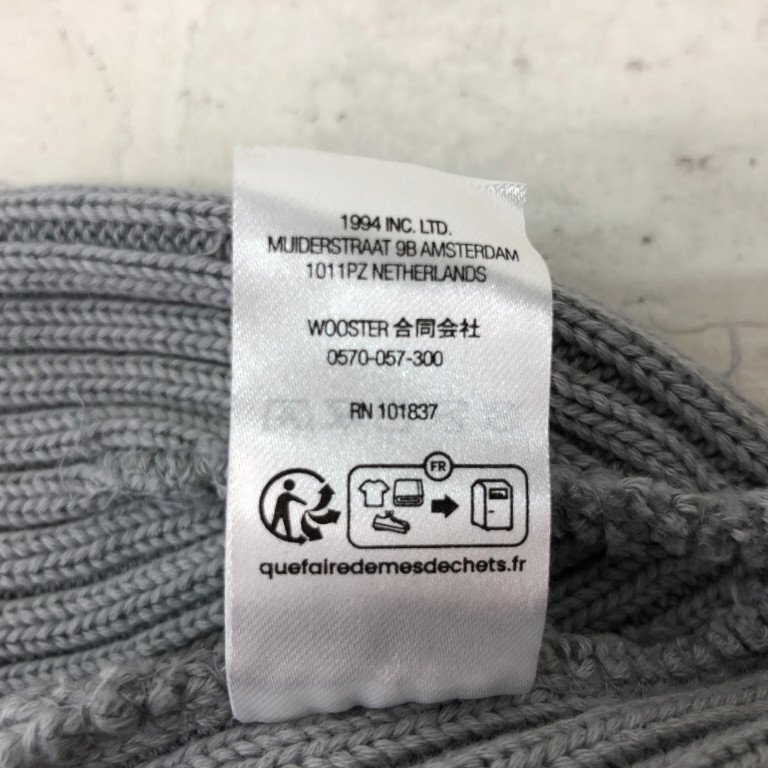 1994 INC. LTD.
MUIDERSTRAAT 9B AMSTERDAM
1011PZ NETHERLANDS
WOOSTER 合同会社
0570-057-300
RN 101837
FR
quefairedemesdechets.fr